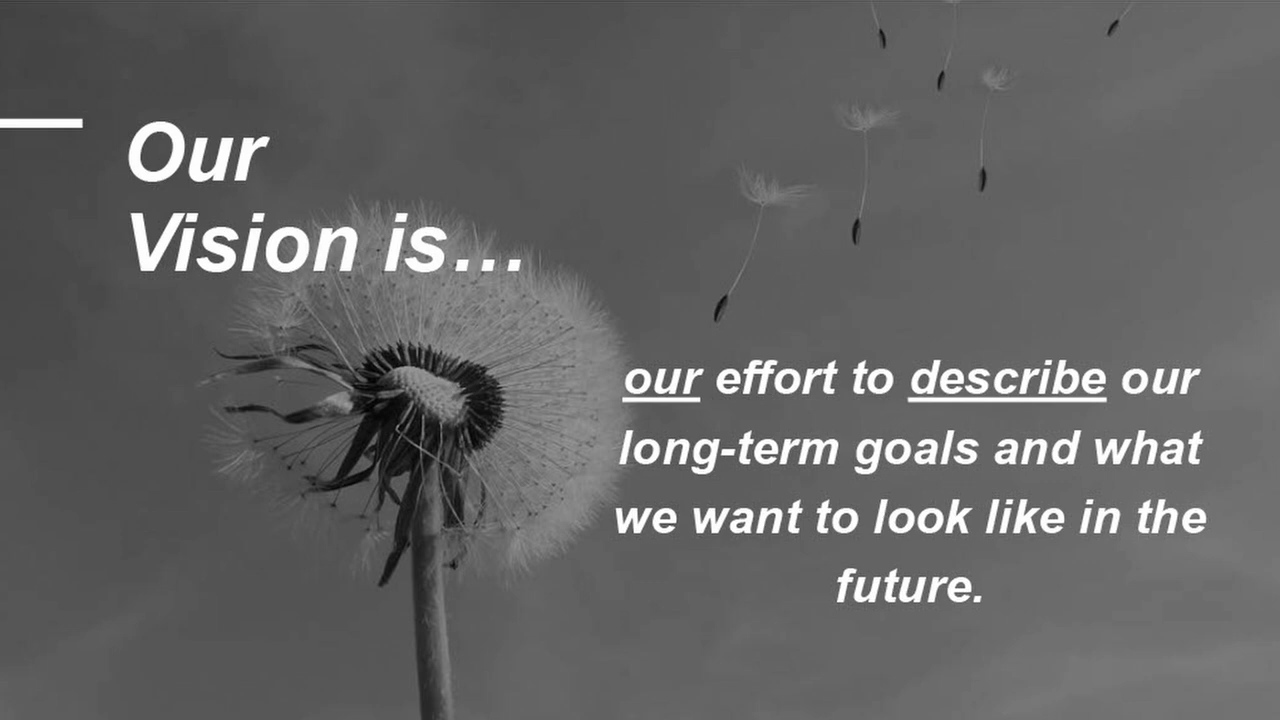 Our
Vision is...
our effort to describe our
long-term goals and what
we want to look like in the
future.